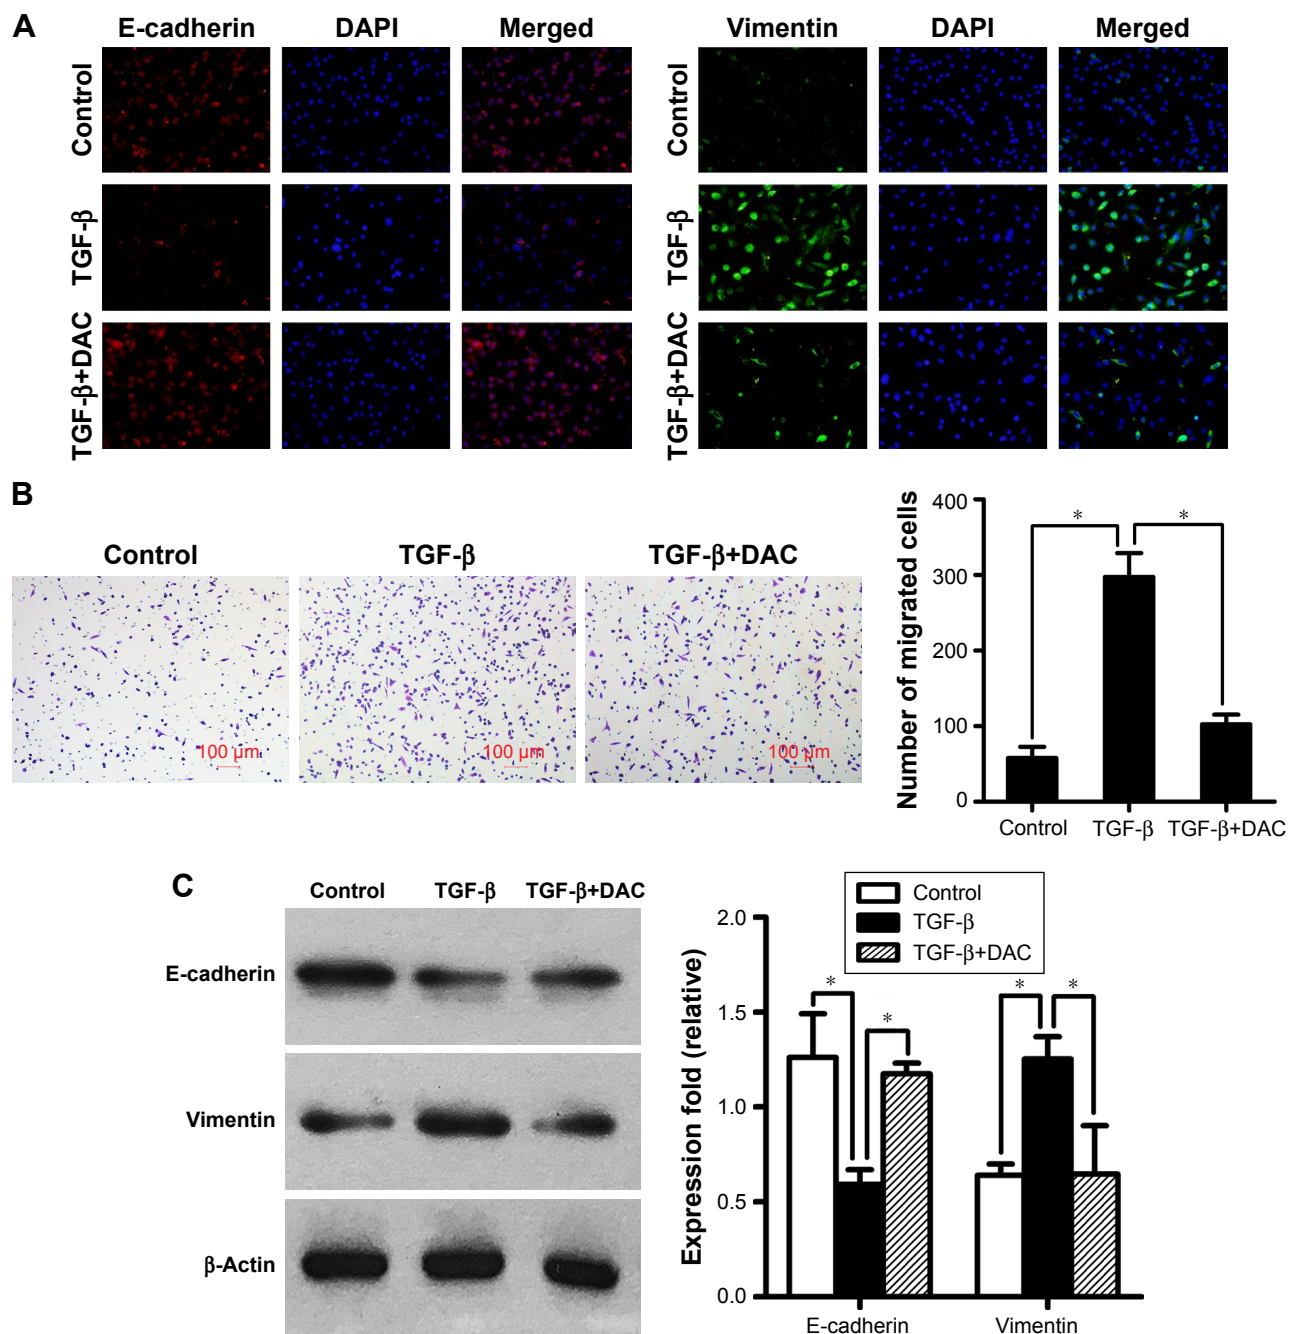 A
E-cadherin DAPI Merged Vimentin DAPI Merged
Control Control
TGF-β TGF-β
TGF-β+DAC TGF-β+DAC
B
Control TGF-β TGF-β+DAC
100 µm 100 µm 100 µm
Number of migrated cells
400
300
200
100
0
* *
Control TGF-β TGF-β+DAC
C
Control TGF-β TGF-β+DAC
E-cadherin
Vimentin
β-Actin
Control
TGF-β
TGF-β+DAC
Expression fold (relative)
2.0
1.5
1.0
0.5
0.0
* * * *
E-cadherin Vimentin